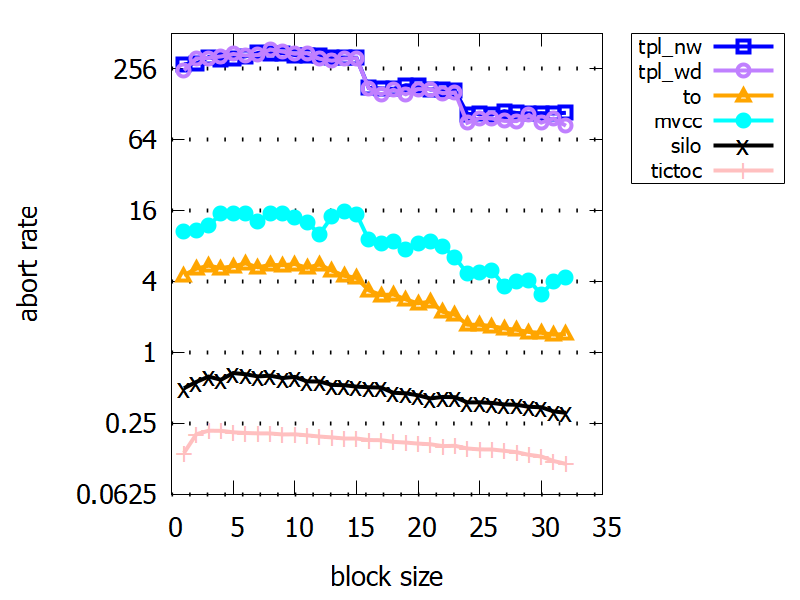 256
64
16
4
1
0.25
0.0625
abort rate
0 5 10 15 20 25 30 35
block size
tpl_nw
tpl_wd
to
mvcc
silo
tictoc